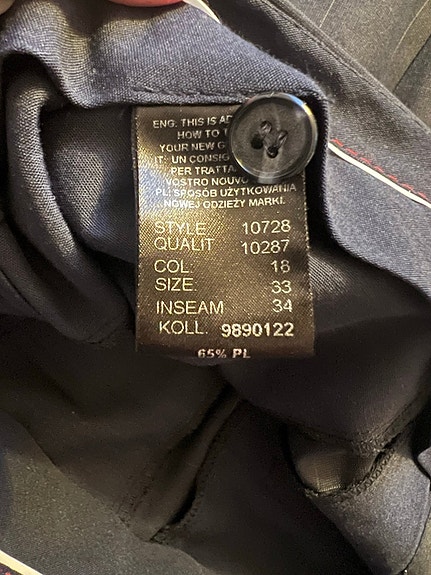 ENG. THIS IS AD
HOW TO T
YOUR NEW G
IT: UN CONSIG
PER TRATTA
VOSTRO NUOVO
PL: SPOSÓB UŻYTKOWANIA
NOWEJ ODZIEŻY MARKI.
STYLE 10728
QUALIT 10287
COL: 18
SIZE: 33
INSEAM 34
KOLL. 9890122
65% PL